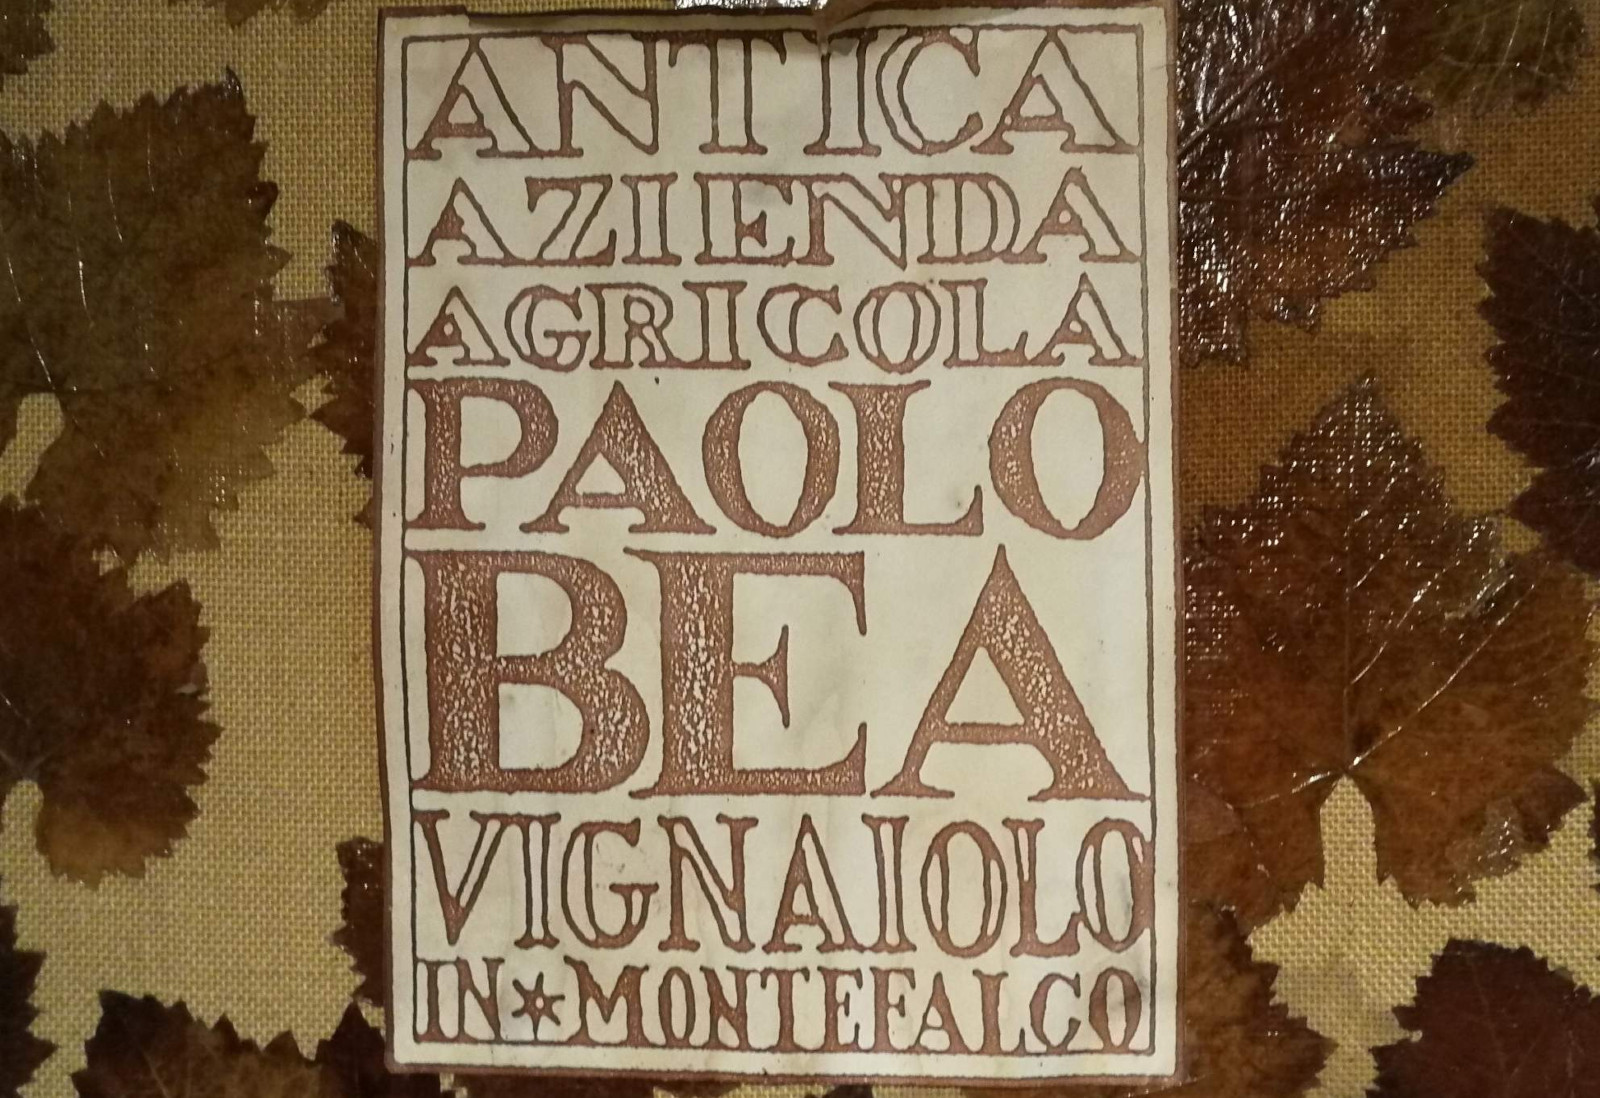 ANTICA
AZIENDA
AGRICOLA
PAOLO
BEA
VIGNAIOLO
IN✶MONTEFALCO